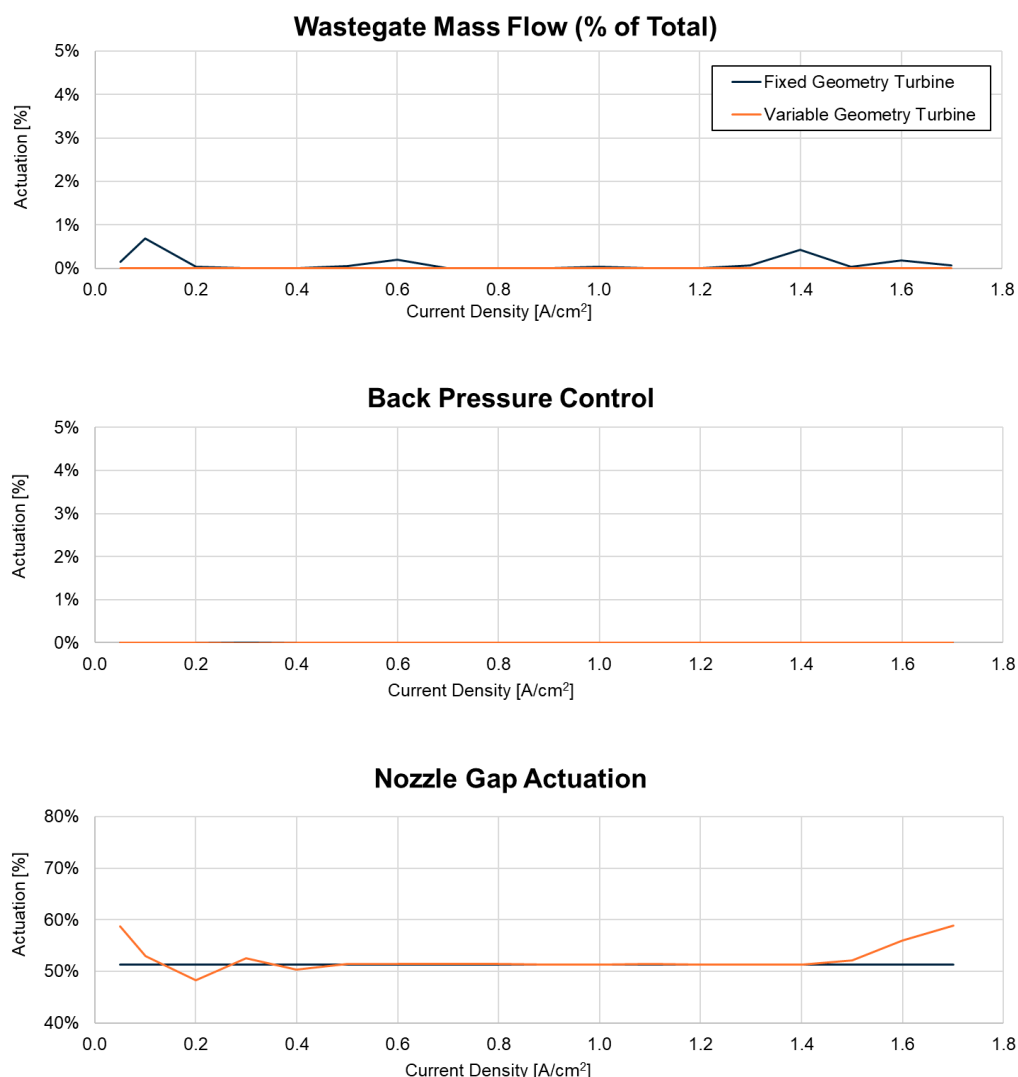 Wastegate Mass Flow (% of Total)
5%
4%
3%
2%
1%
0%
Actuation [%]
Fixed Geometry Turbine
Variable Geometry Turbine
0.0 0.2 0.4 0.6 0.8 1.0 1.2 1.4 1.6 1.8
Current Density [A/cm²]
Back Pressure Control
5%
4%
3%
2%
1%
0%
Actuation [%]
0.0 0.2 0.4 0.6 0.8 1.0 1.2 1.4 1.6 1.8
Current Density [A/cm²]
Nozzle Gap Actuation
80%
70%
60%
50%
40%
Actuation [%]
0.0 0.2 0.4 0.6 0.8 1.0 1.2 1.4 1.6 1.8
Current Density [A/cm²]